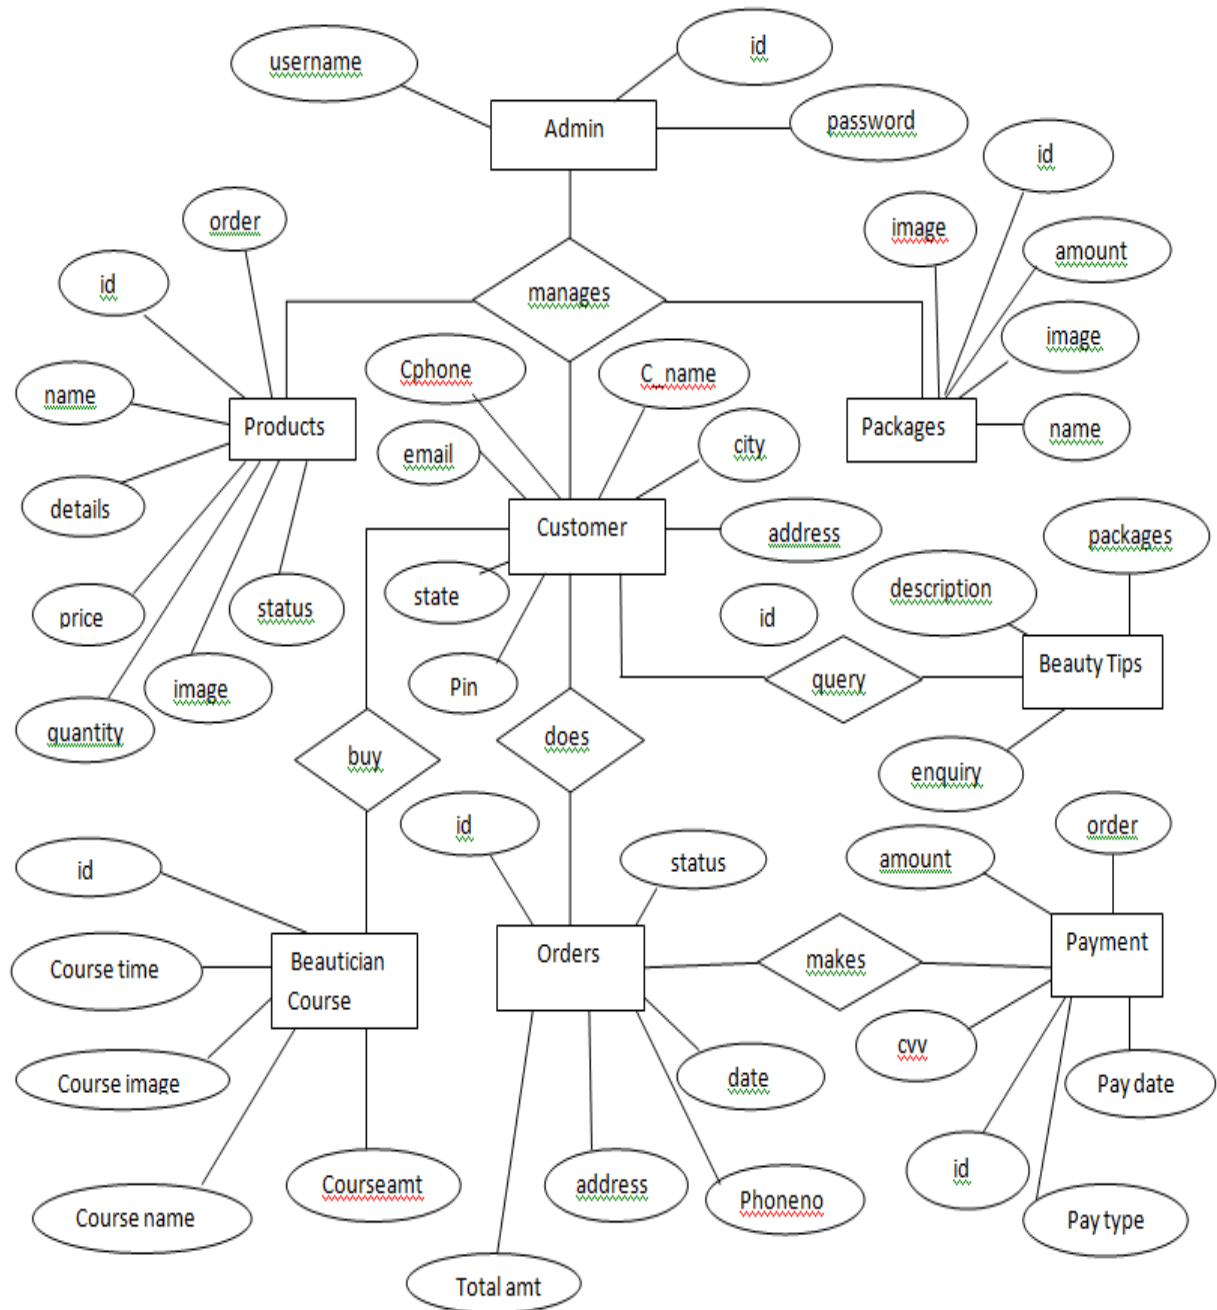 id
username
password
Admin
id
order
image
amount
id
manages
image
Cphone
C_name
name
Products
Packages
name
city
email
details
Customer
address
packages
description
state
status
price
id
Beauty Tips
query
Pin
image
quantity
does
buy
enquiry
id
order
status
amount
id
Payment
Orders
Beautician
Course
makes
Course time
cvv
date
Course image
Pay date
id
Courseamt
address
Phoneno
Course name
Pay type
Total amt